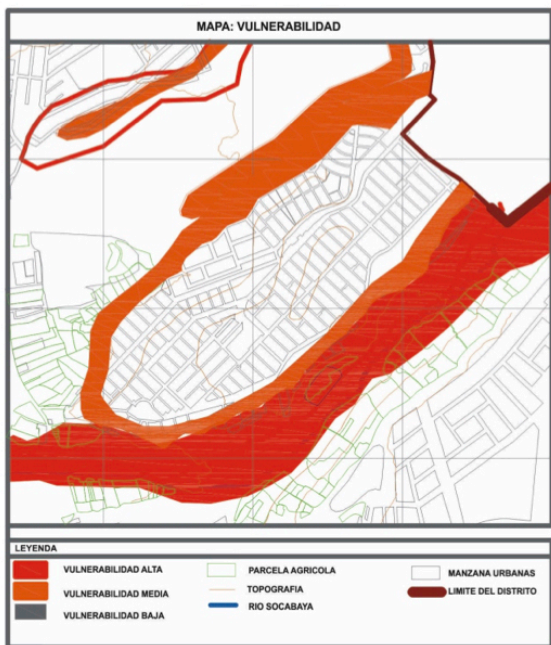 MAPA: VULNERABILIDAD
LEYENDA
VULNERABILIDAD ALTA
VULNERABILIDAD MEDIA
VULNERABILIDAD BAJA
PARCELA AGRICOLA
TOPOGRAFIA
RIO SOCABAYA
MANZANA URBANAS
LIMITE DEL DISTRITO